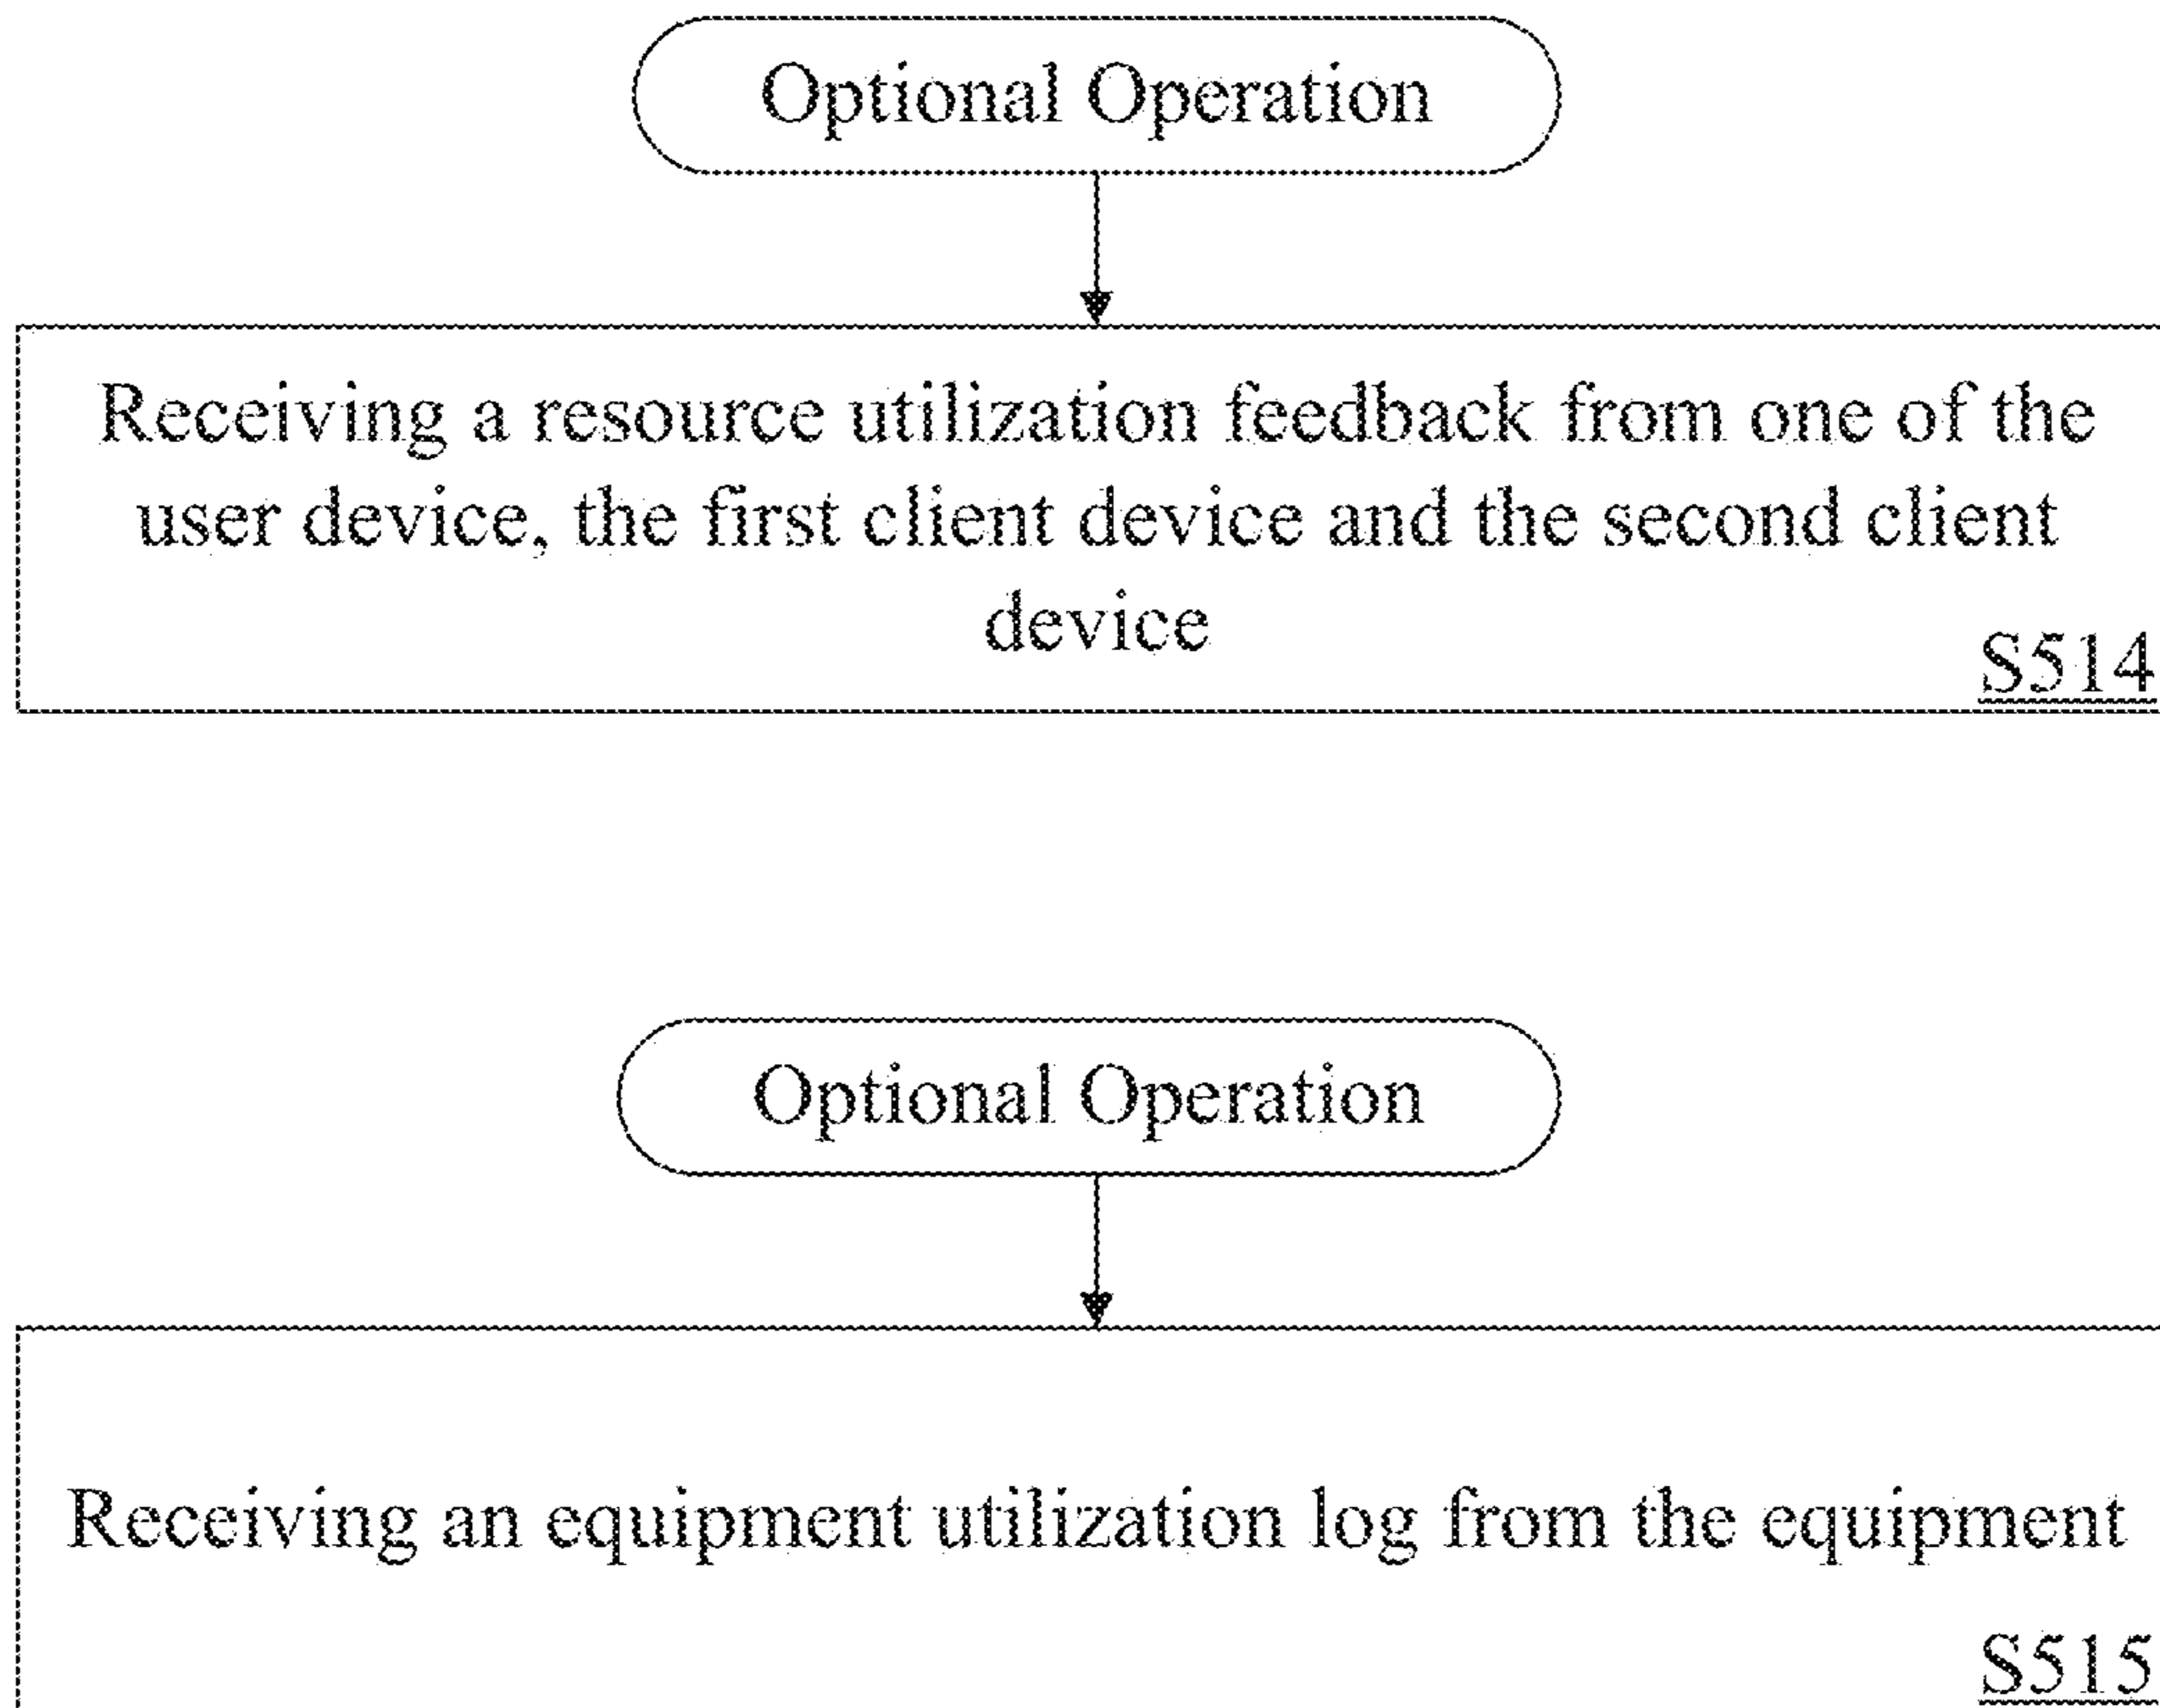 Optional Operation
Receiving a resource utilization feedback from one of the
user device, the first client device and the second client
device
S514
Optional Operation
Receiving an equipment utilization log from the equipment
S515